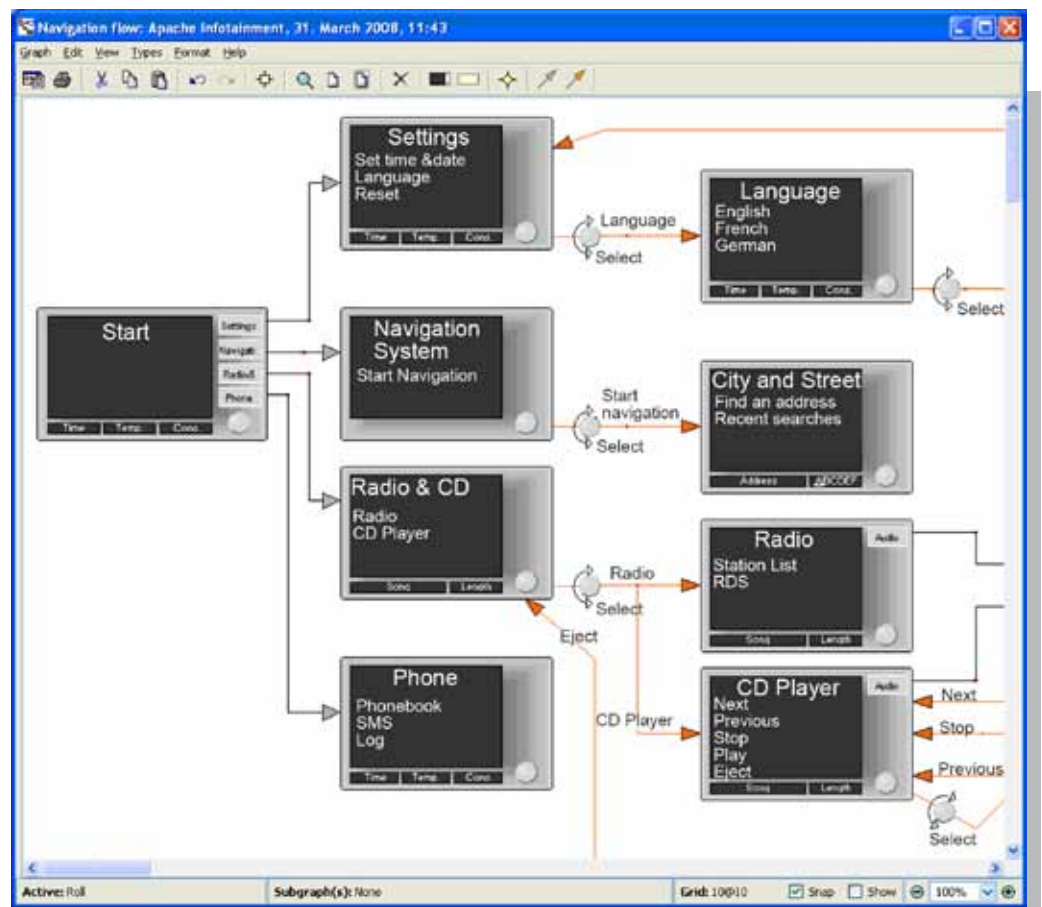 Navigation flow: Apache Infotainment, 31. March 2008, 11:43
Graph Edit View Types Format Help
Settings
Set time &date
Language
Reset
Time Temp. Cons.
Language
Select
Language
English
French
German
Time Temp. Cons.
Select
Start
Settings
Navigati.
Radio&
Phone
Time Temp. Cons.
Navigation
System
Start Navigation
Start
navigation
Select
City and Street
Find an address
Recent searches
Address ABCDEF
Radio & CD
Radio
CD Player
Song Length
Radio
Select
Eject
Radio
Audio
Station List
RDS
Song Length
Phone
Phonebook
SMS
Log
Time Temp. Cons.
CD Player
CD Player
Audio
Next
Previous
Stop
Play
Eject
Song Length
Next
Stop
Previous
Select
Active: Roll
Subgraph(s): None
Grid: 10@10
Snap
Show
100%